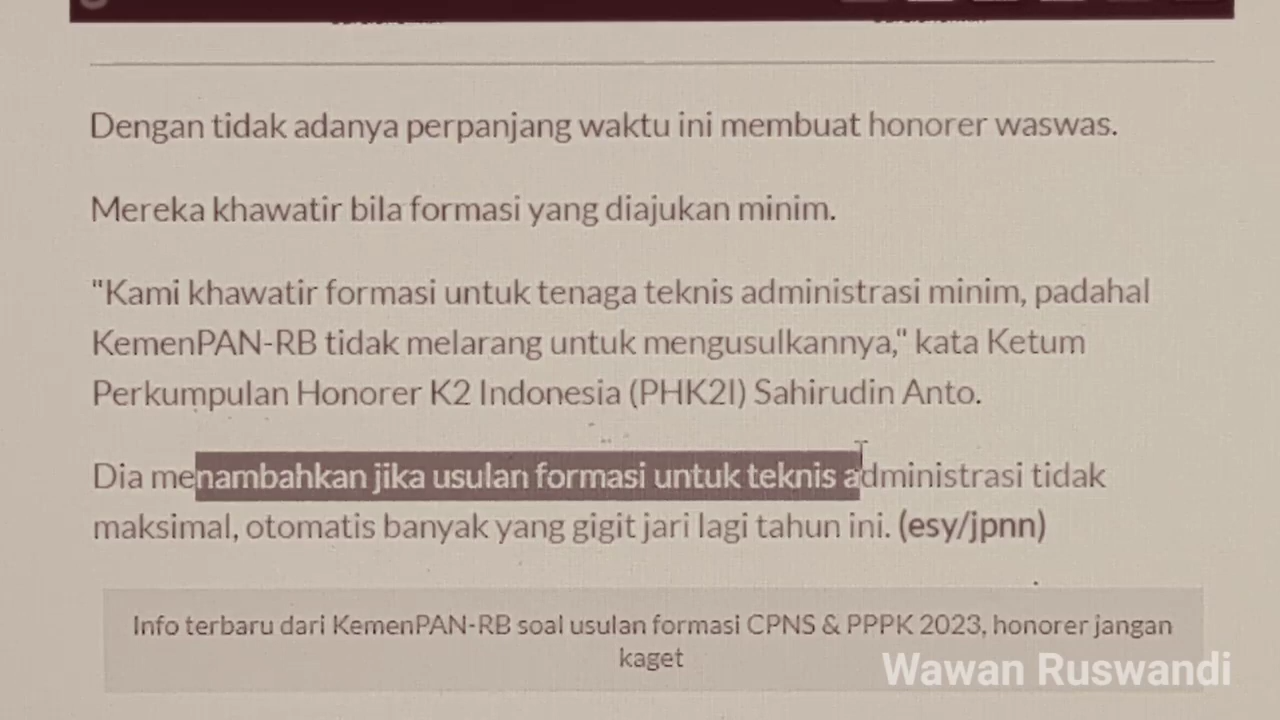 Dengan tidak adanya perpanjang waktu ini membuat honorer waswas.
Mereka khawatir bila formasi yang diajukan minim.
"Kami khawatir formasi untuk tenaga teknis administrasi minim, padahal
KemenPAN-RB tidak melarang untuk mengusulkannya," kata Ketum
Perkumpulan Honorer K2 Indonesia (PHK2I) Sahirudin Anto.
Dia menambahkan jika usulan formasi untuk teknis administrasi tidak
maksimal, otomatis banyak yang gigit jari lagi tahun ini. (esy/jpnn)
Info terbaru dari KemenPAN-RB soal usulan formasi CPNS & PPPK 2023, honorer jangan
kaget
Wawan Ruswandi